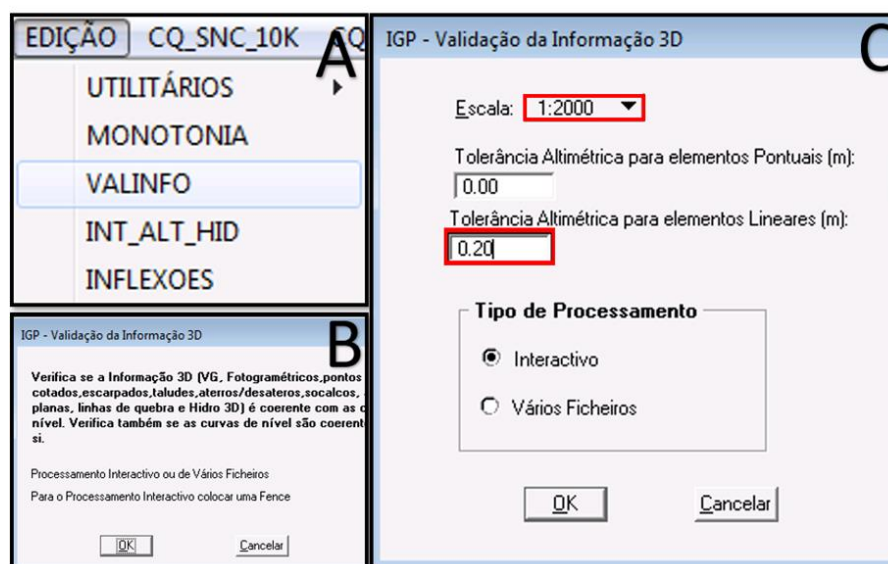 EDIÇÃO CQ_SNC_10K CQ
A
UTILITÁRIOS
MONOTONIA
VALINFO
INT_ALT_HID
INFLEXOES
IGP - Validação da Informação 3D
B
Verifica se a Informação 3D (VG, Fotogramétricos,pontos
cotados,escarpados,taludes,aterros/desateros,socalcos,
planas, linhas de quebra e Hidro 3D) é coerente com as c
nível. Verifica também se as curvas de nível são coerent
si.
Processamento Interactivo ou de Vários Ficheiros
Para o Processamento Interactivo colocar uma Fence
OK Cancelar
IGP - Validação da Informação 3D
C
Escala: 1:2000
Tolerância Altimétrica para elementos Pontuais (m):
0.00
Tolerância Altimétrica para elementos Lineares (m):
0.20
Tipo de Processamento
Interactivo
Vários Ficheiros
OK Cancelar